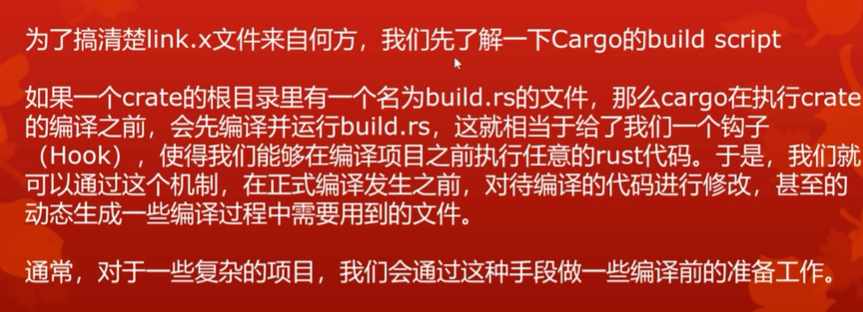 为了搞清楚link.x文件来自何方，我们先了解一下Cargo的build script
如果一个crate的根目录里有一个名为build.rs的文件，那么cargo在执行crate
的编译之前，会先编译并运行build.rs，这就相当于给了我们一个钩子
（Hook），使得我们能够在编译项目之前执行任意的rust代码。于是，我们就
可以通过这个机制，在正式编译发生之前，对待编译的代码进行修改，甚至的
动态生成一些编译过程中需要用到的文件。
通常，对于一些复杂的项目，我们会通过这种手段做一些编译前的准备工作。